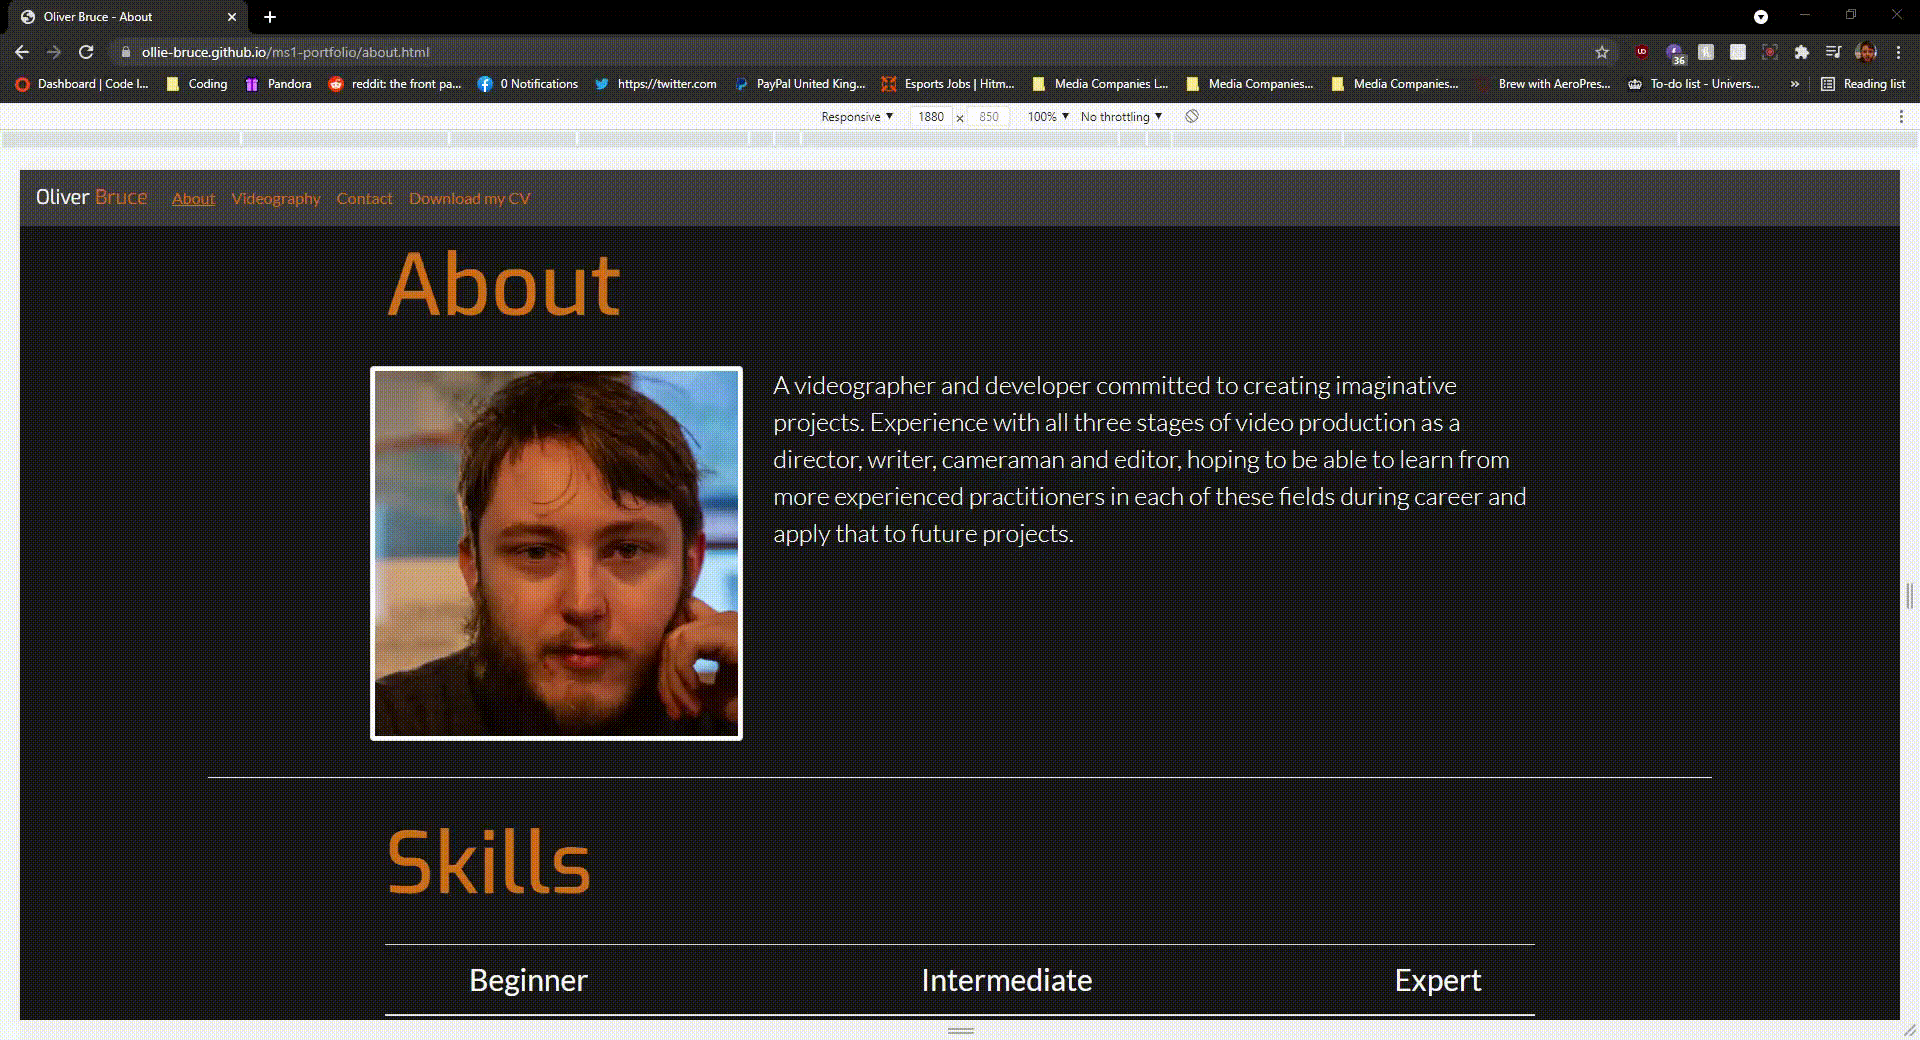 Oliver Bruce - About
ollie-bruce.github.io/ms1-portfolio/about.html
36
Dashboard | Code I... Coding Pandora reddit: the front pa... 0 Notifications https://twitter.com PayPal United King... Esports Jobs | Hitm... Media Companies L... Media Companies... Media Companies... Brew with AeroPres... To-do list - Univers... » Reading list
Responsive ▼ 1880 × 850 100% ▼ No throttling ▼
Oliver Bruce About Videography Contact Download my CV
About
A videographer and developer committed to creating imaginative
projects. Experience with all three stages of video production as a
director, writer, cameraman and editor, hoping to be able to learn from
more experienced practitioners in each of these fields during career and
apply that to future projects.
Skills
Beginner Intermediate Expert